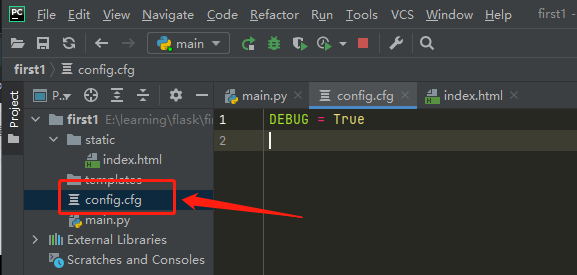 PC File Edit View Navigate Code Refactor Run Tools VCS Window Help first1
main
first1 config.cfg
Project
P..
main.py config.cfg index.html
first1 E:\learning\flask\fi
static
index.html
templates
config.cfg
main.py
External Libraries
Scratches and Consoles
1 DEBUG = True
2